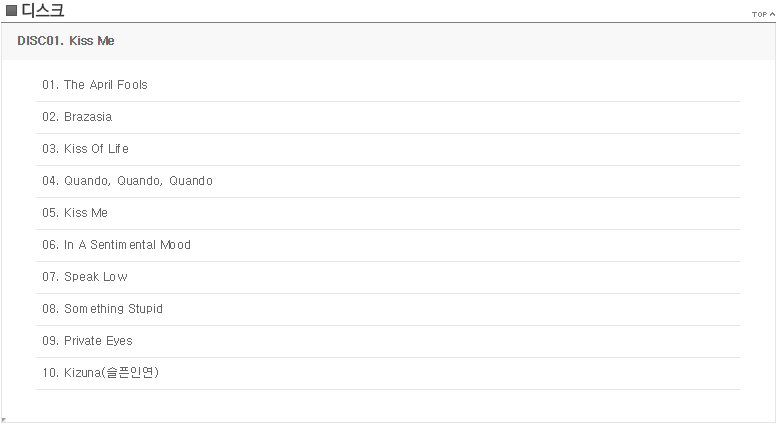 디스크
TOP
DISC01. Kiss Me
01. The April Fools
02. Brazasia
03. Kiss Of Life
04. Quando, Quando, Quando
05. Kiss Me
06. In A Sentimental Mood
07. Speak Low
08. Something Stupid
09. Private Eyes
10. Kizuna(슬픈인연)